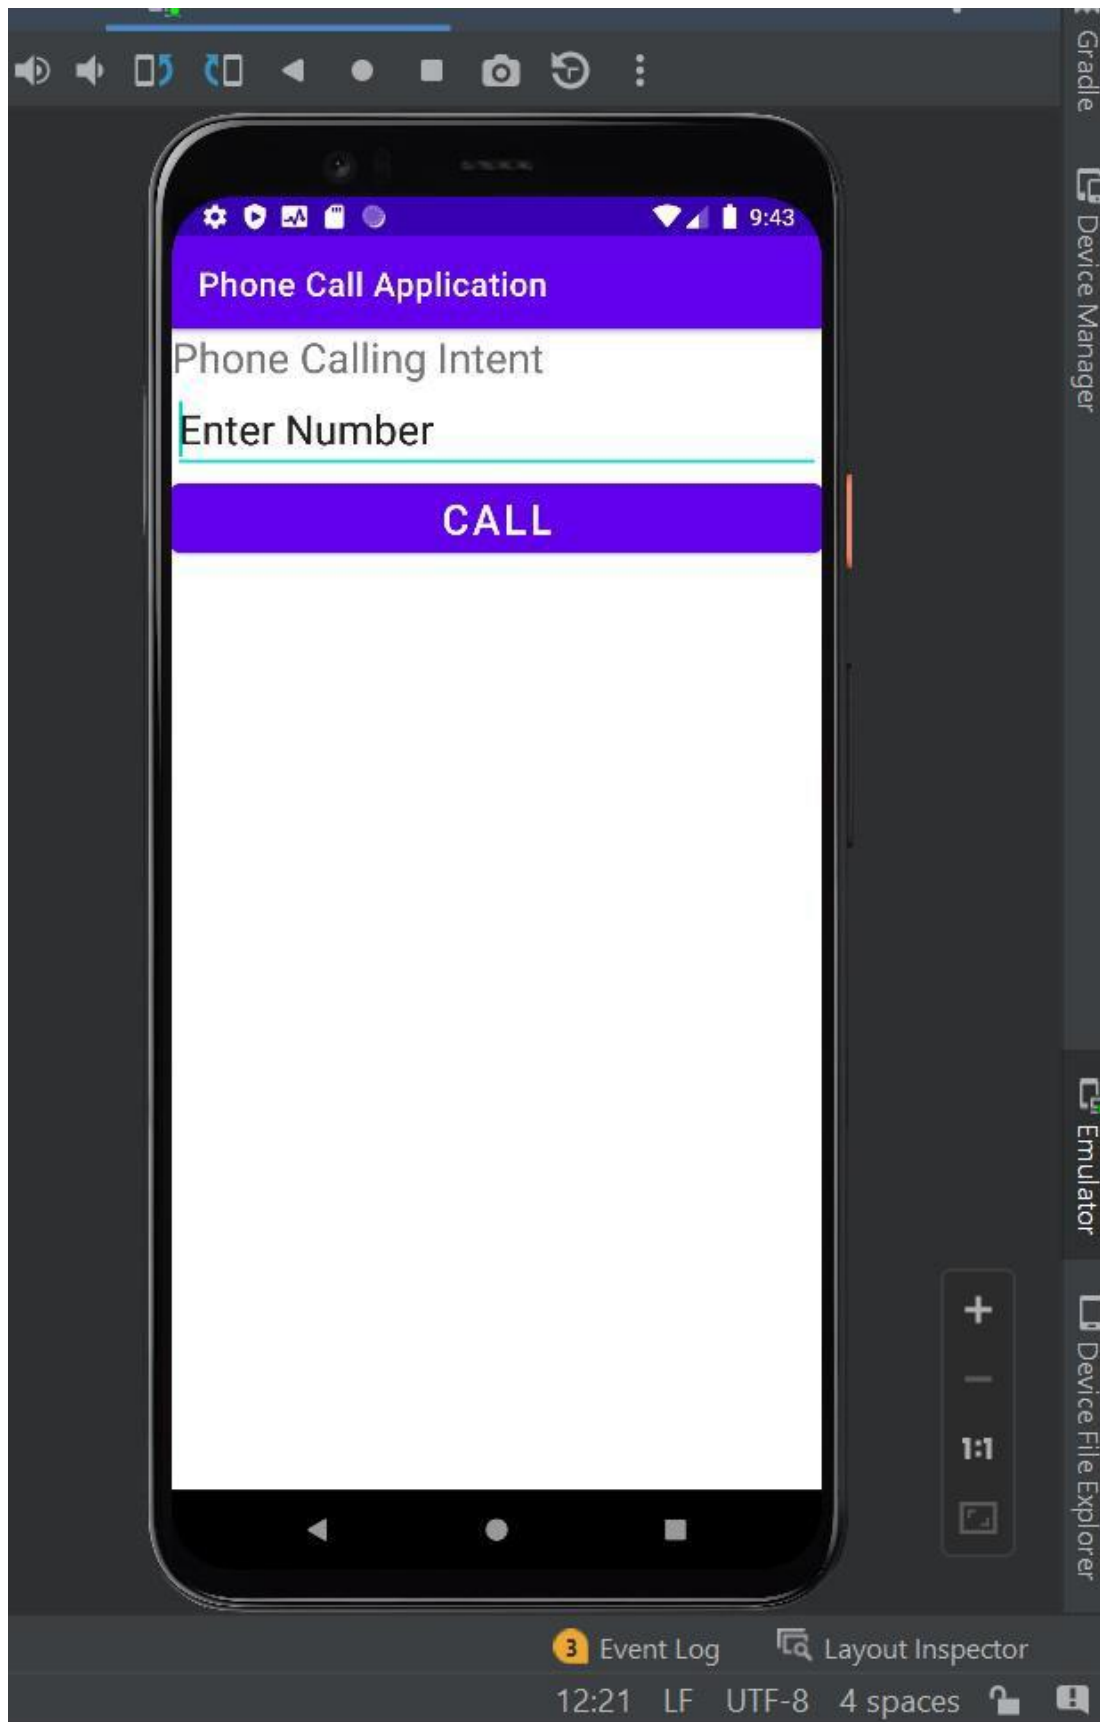 9:43
Phone Call Application
Phone Calling Intent
Enter Number
CALL
Gradle
Device Manager
Emulator
Device File Explorer
1:1
3 Event Log Layout Inspector
12:21 LF UTF-8 4 spaces